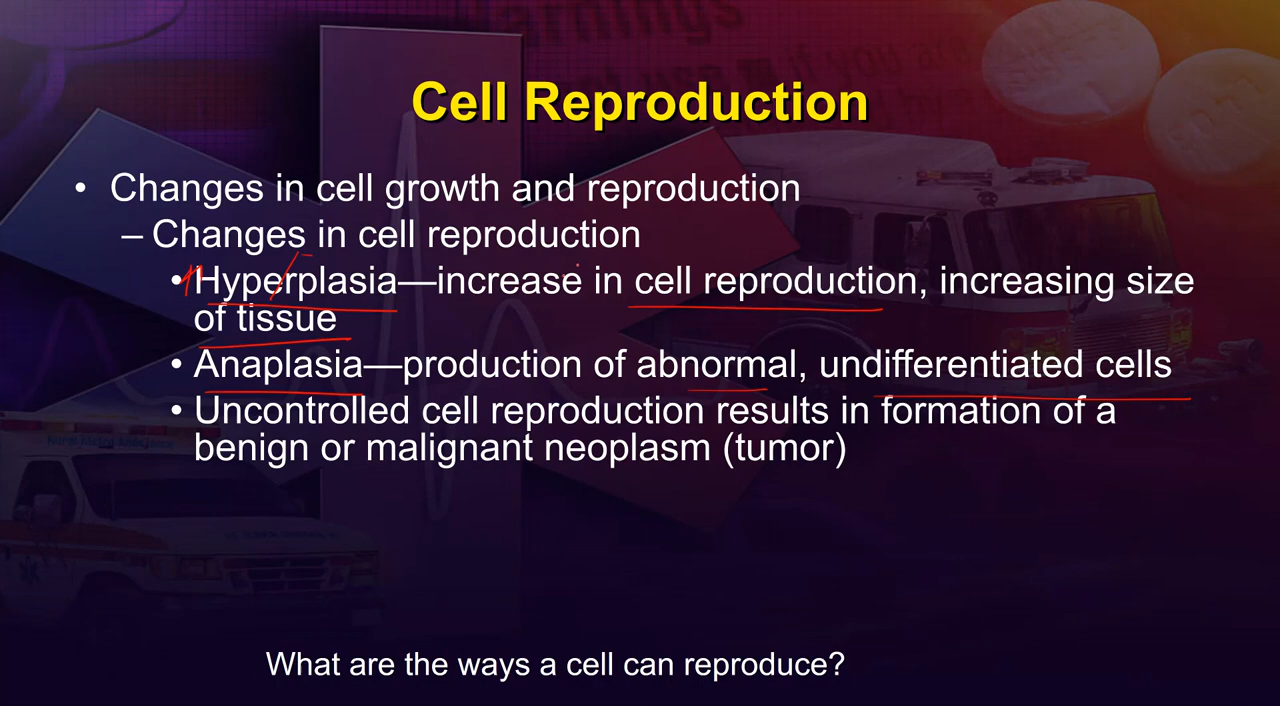 Cell Reproduction
• Changes in cell growth and reproduction
– Changes in cell reproduction
• Hyperplasia—increase in cell reproduction, increasing size
of tissue
• Anaplasia—production of abnormal, undifferentiated cells
• Uncontrolled cell reproduction results in formation of a
benign or malignant neoplasm (tumor)
What are the ways a cell can reproduce?